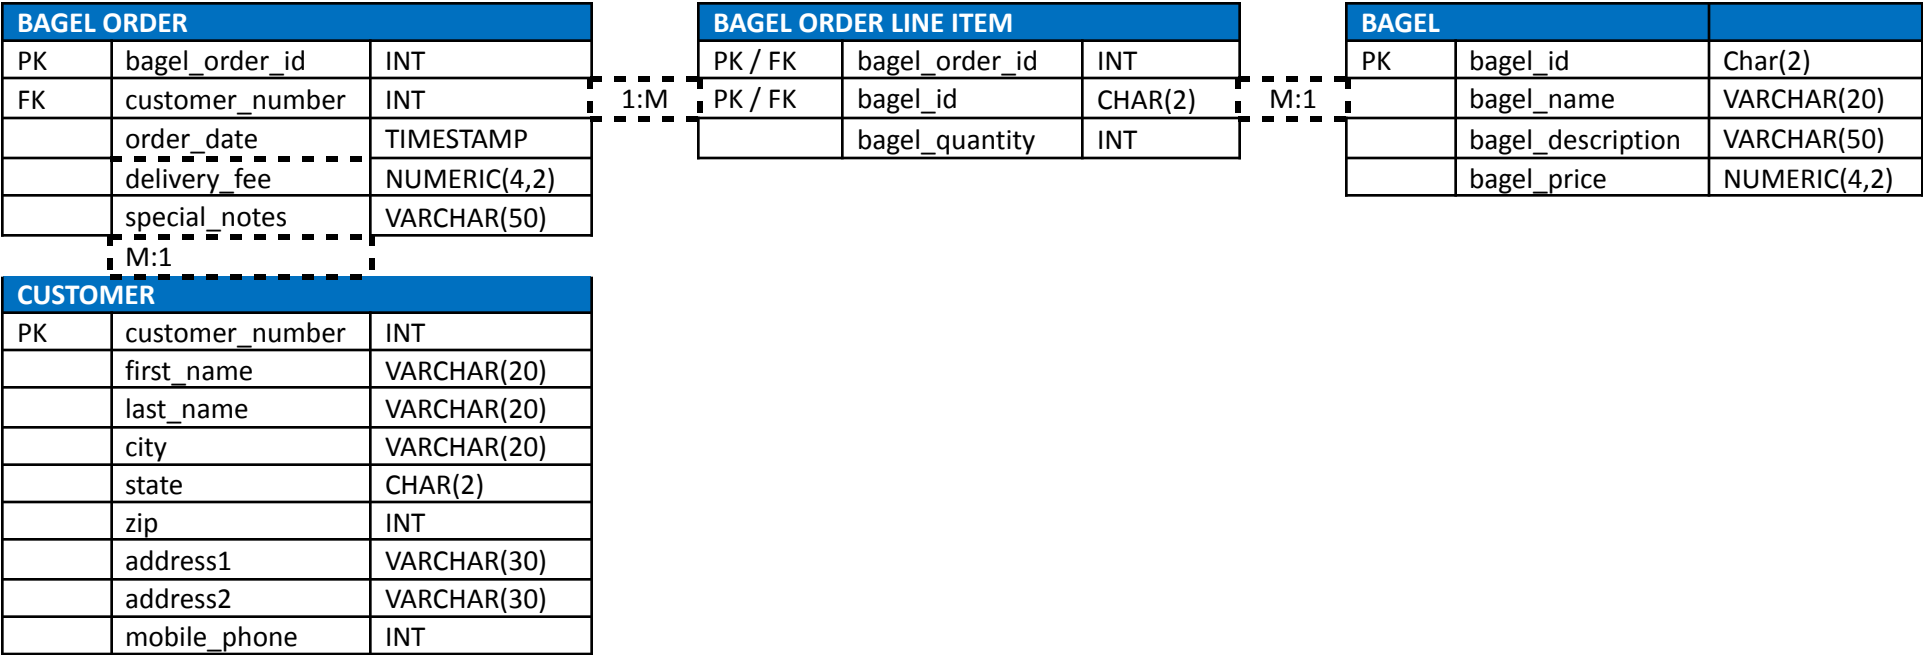 BAGEL ORDER
PK bagel_order_id INT
FK customer_number INT
order_date TIMESTAMP
delivery_fee NUMERIC(4,2)
special_notes VARCHAR(50)
1:M
BAGEL ORDER LINE ITEM
PK / FK bagel_order_id INT
PK / FK bagel_id CHAR(2)
bagel_quantity INT
M:1
BAGEL
PK bagel_id Char(2)
bagel_name VARCHAR(20)
bagel_description VARCHAR(50)
bagel_price NUMERIC(4,2)
M:1
CUSTOMER
PK customer_number INT
first_name VARCHAR(20)
last_name VARCHAR(20)
city VARCHAR(20)
state CHAR(2)
zip INT
address1 VARCHAR(30)
address2 VARCHAR(30)
mobile_phone INT